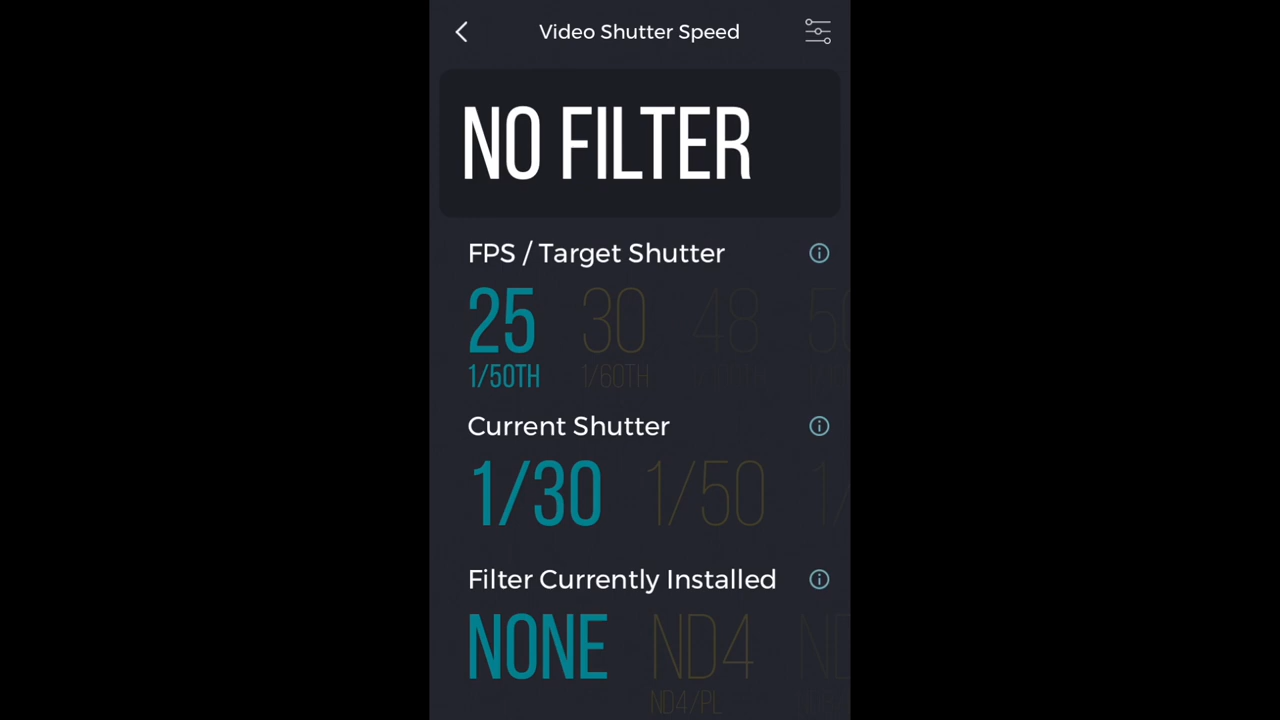 Video Shutter Speed
NO FILTER
FPS / Target Shutter
25 30 48
1/50TH 1/60TH
Current Shutter
1/30 1/50
Filter Currently Installed
NONE ND4
ND4/PL